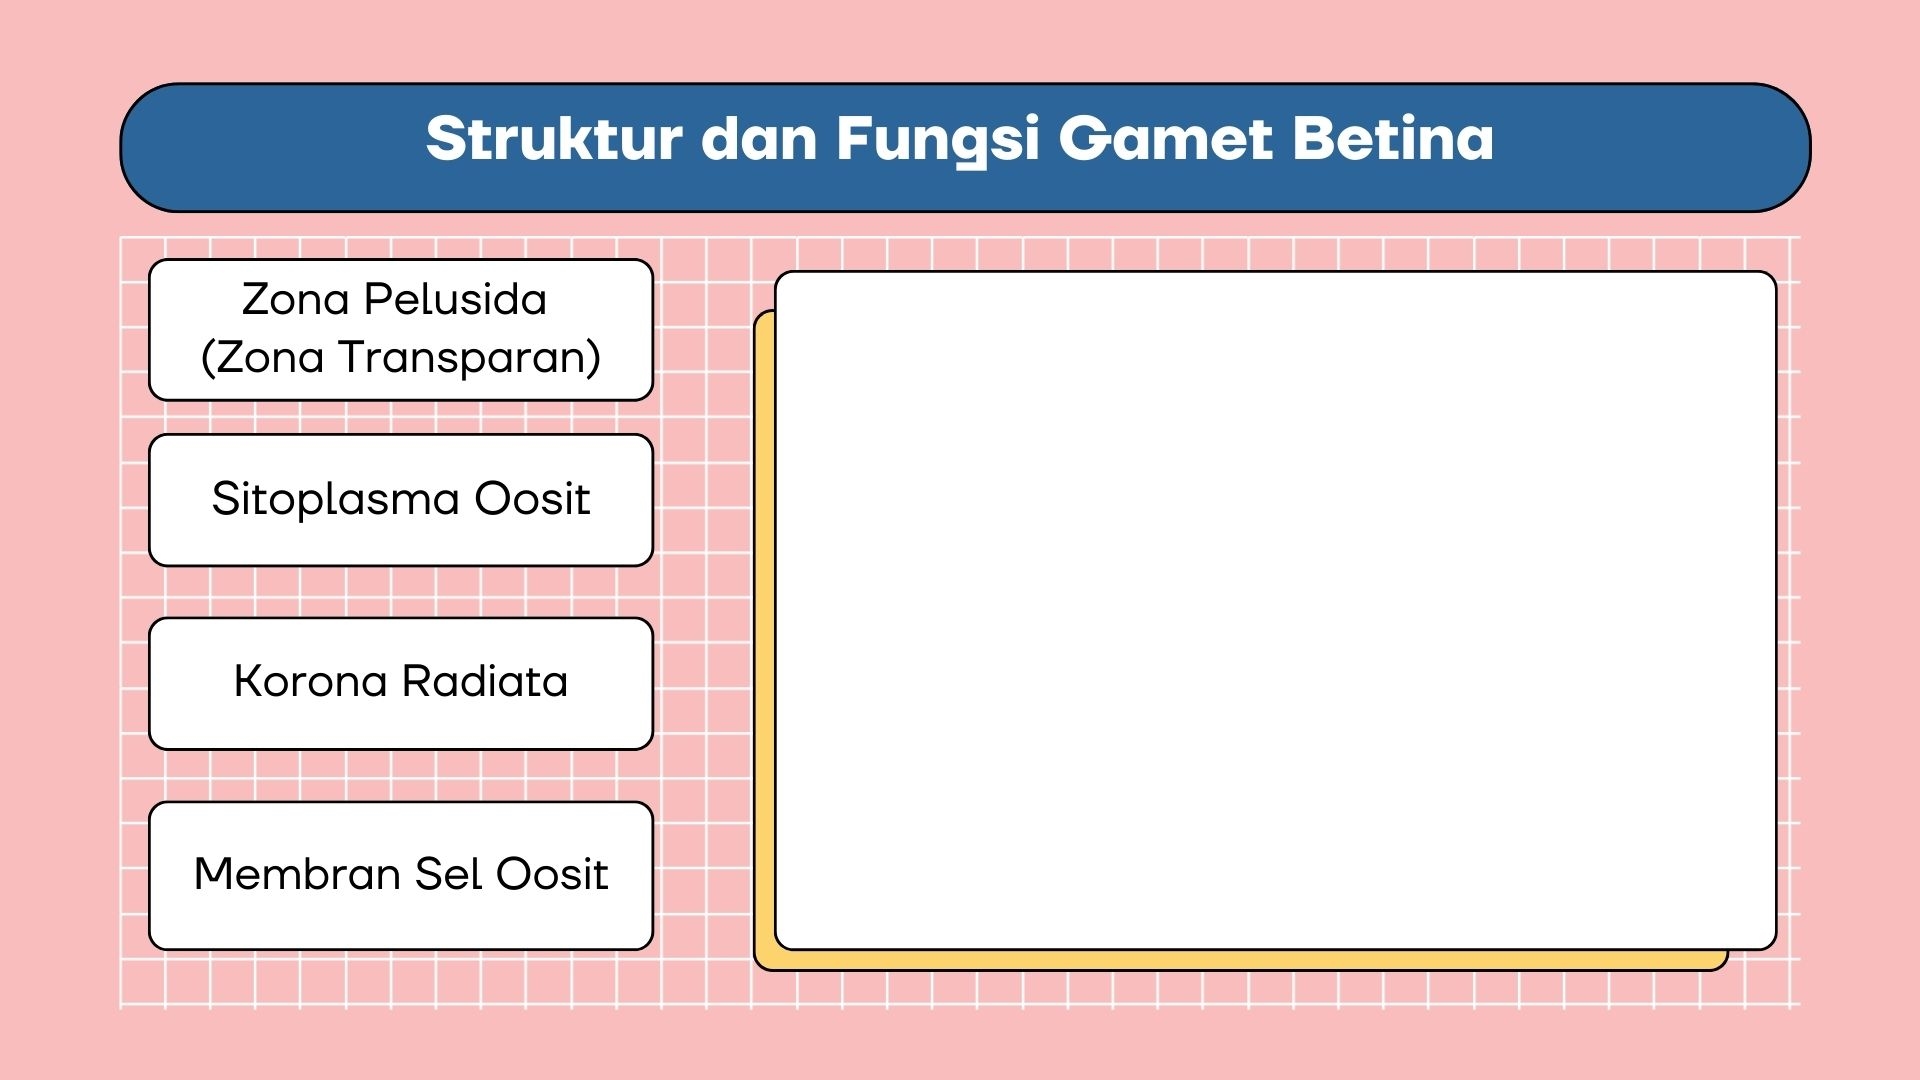 Struktur dan Fungsi Gamet Betina
Zona Pelusida
(Zona Transparan)
Sitoplasma Oosit
Korona Radiata
Membran Sel Oosit